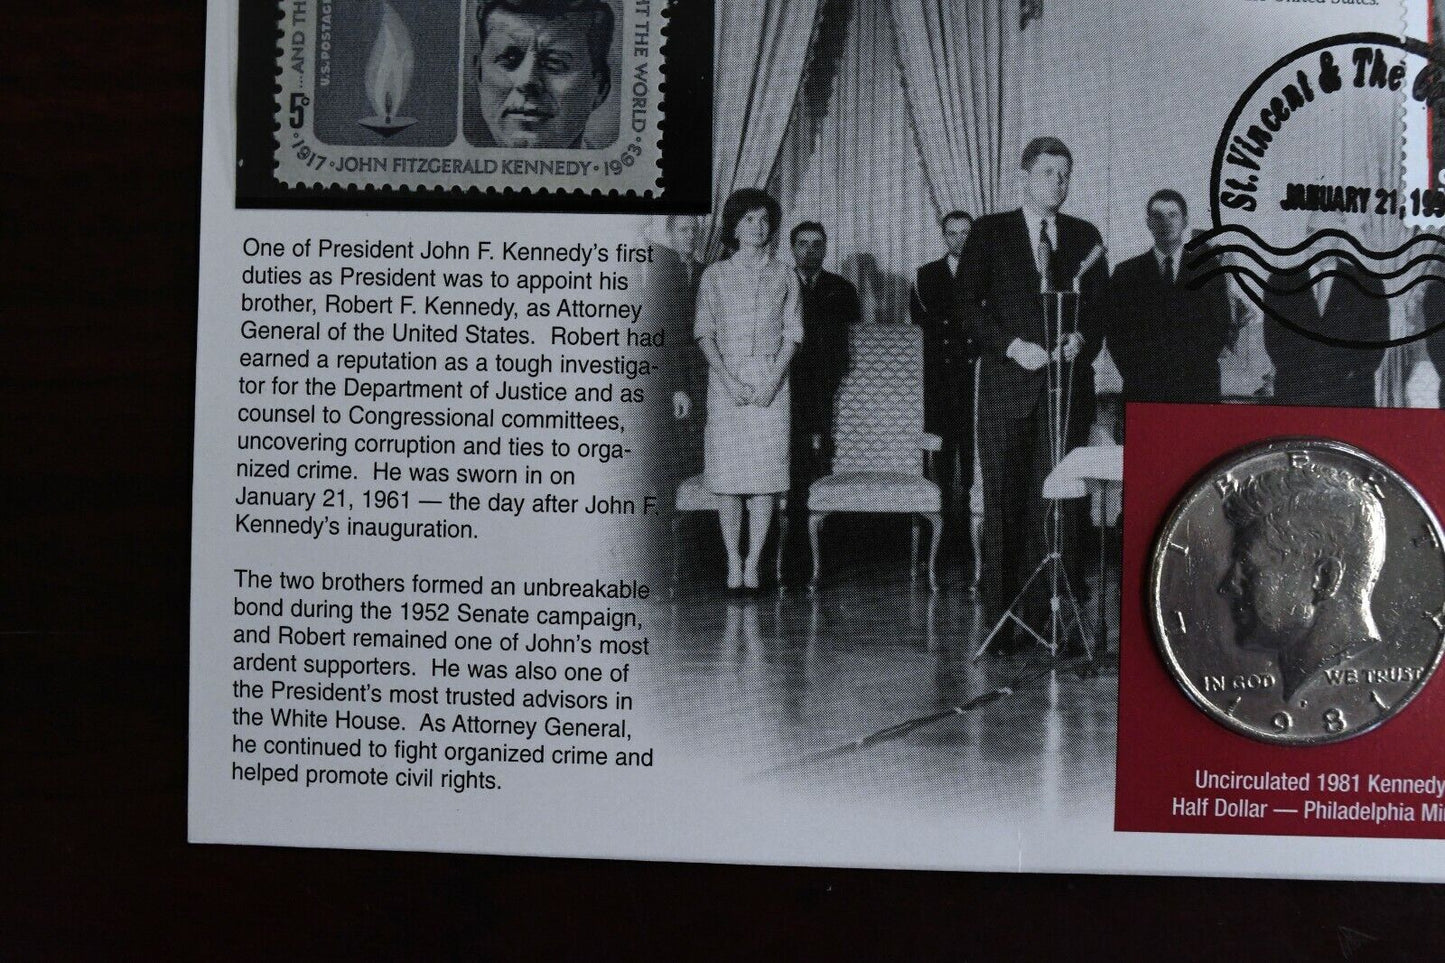 United States.
...AND TH
U.S. POSTAG
5¢
T THE WORLD
1917 • JOHN FITZGERALD KENNEDY • 1963
St. Vincent & The
JANUARY 21, 199
One of President John F. Kennedy's first
duties as President was to appoint his
brother, Robert F. Kennedy, as Attorney
General of the United States.  Robert had
earned a reputation as a tough investiga-
tor for the Department of Justice and as
counsel to Congressional committees,
uncovering corruption and ties to orga-
nized crime.  He was sworn in on
January 21, 1961 — the day after John F.
Kennedy's inauguration.
The two brothers formed an unbreakable
bond during the 1952 Senate campaign,
and Robert remained one of John's most
ardent supporters.  He was also one of
the President's most trusted advisors in
the White House.  As Attorney General,
he continued to fight organized crime and
helped promote civil rights.
LIBERTY
IN GOD WE TRUST
1981
Uncirculated 1981 Kennedy
Half Dollar — Philadelphia Mi